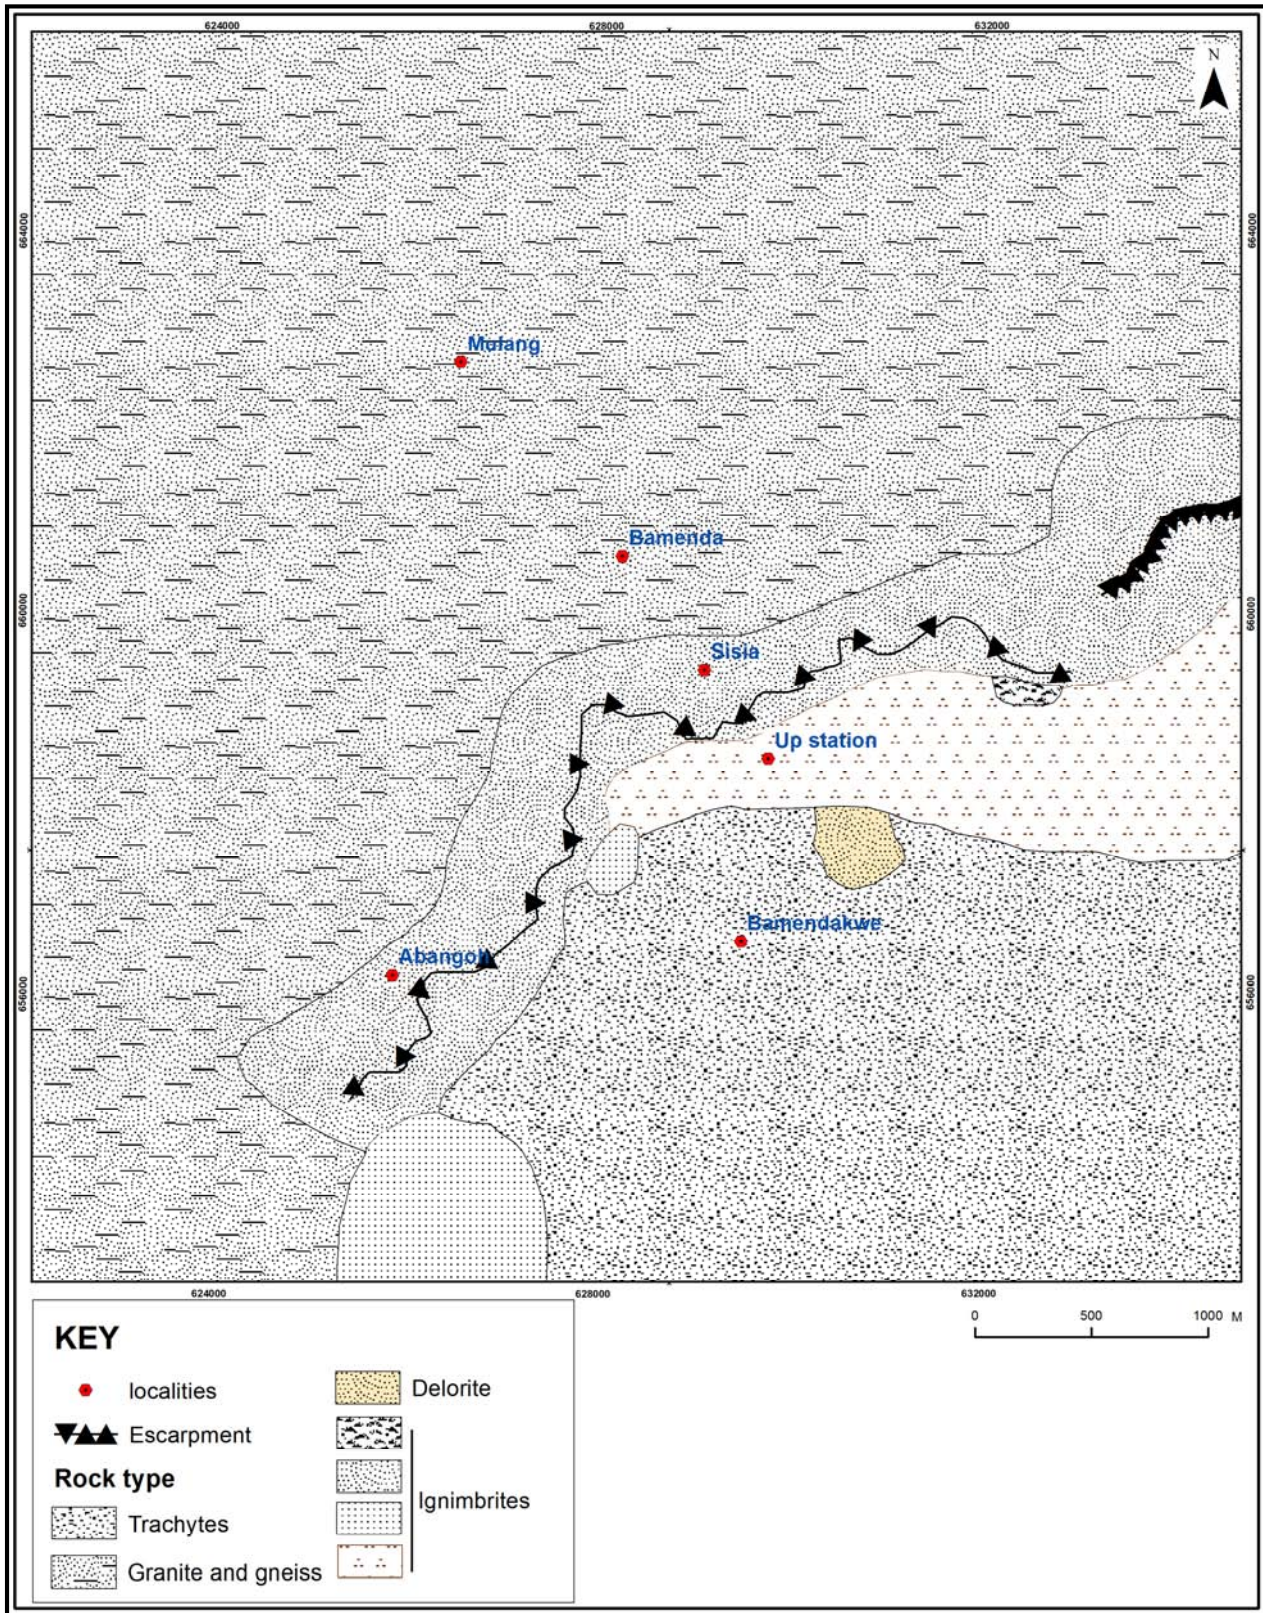 624000 628000 632000
N
664000 664000
Mufang
Bamenda
660000 660000
Sisia
Up station
Bamendakwe
Abangoh
656000 656000
624000 628000 632000
KEY
localities
Escarpment
Rock type
Trachytes
Granite and gneiss
Delorite
Ignimbrites
0 500 1000 M